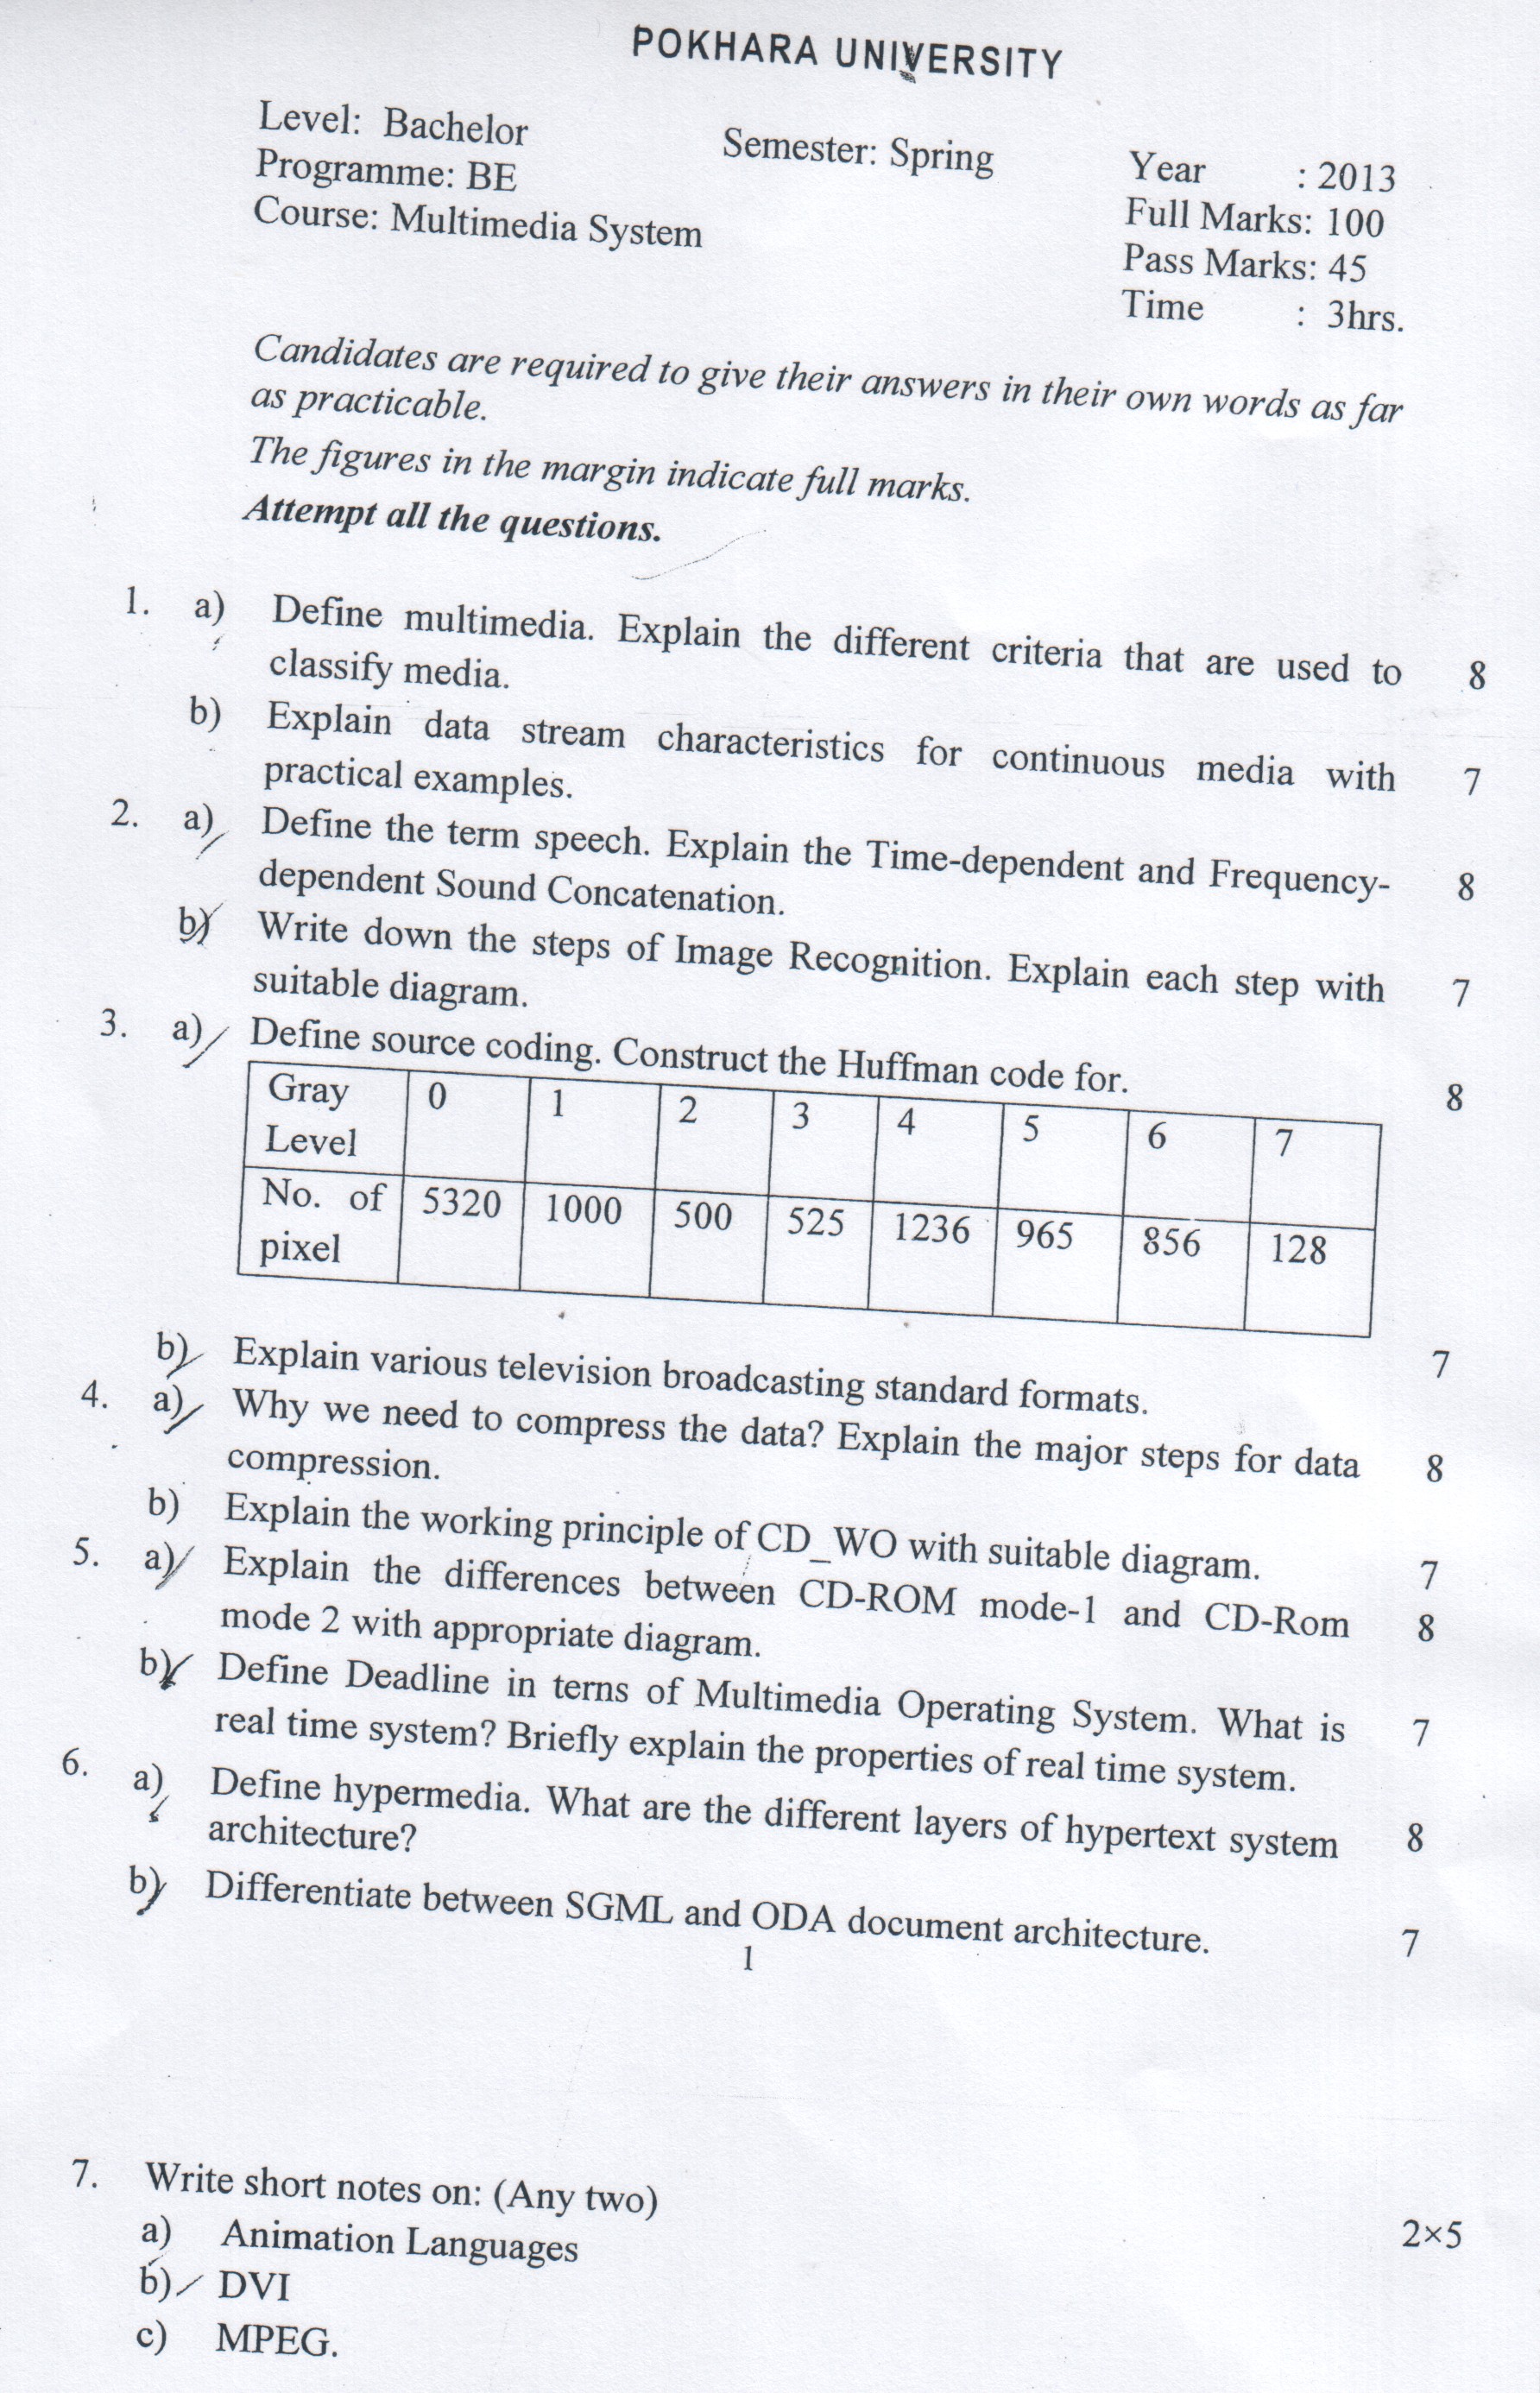 POKHARA UNIVERSITY
Level: Bachelor Semester: Spring Year : 2013
Programme: BE Full Marks: 100
Course: Multimedia System Pass Marks: 45
Time : 3hrs.
Candidates are required to give their answers in their own words as far
as practicable.
The figures in the margin indicate full marks.
Attempt all the questions.
1. a) Define multimedia. Explain the different criteria that are used to 8
classify media.
b) Explain data stream characteristics for continuous media with 7
practical examples.
2. a) Define the term speech. Explain the Time-dependent and Frequency- 8
dependent Sound Concatenation.
b) Write down the steps of Image Recognition. Explain each step with 7
suitable diagram.
3. a) Define source coding. Construct the Huffman code for. 8
Gray 0 1 2 3 4 5 6 7
Level
No. of 5320 1000 500 525 1236 965 856 128
pixel
b) Explain various television broadcasting standard formats. 7
4. a) Why we need to compress the data? Explain the major steps for data 8
compression.
b) Explain the working principle of CD_WO with suitable diagram. 7
5. a) Explain the differences between CD-ROM mode-1 and CD-Rom 8
mode 2 with appropriate diagram.
b) Define Deadline in terns of Multimedia Operating System. What is 7
real time system? Briefly explain the properties of real time system.
6. a) Define hypermedia. What are the different layers of hypertext system 8
architecture?
b) Differentiate between SGML and ODA document architecture. 7
1
7. Write short notes on: (Any two) 2×5
a) Animation Languages
b) DVI
c) MPEG.